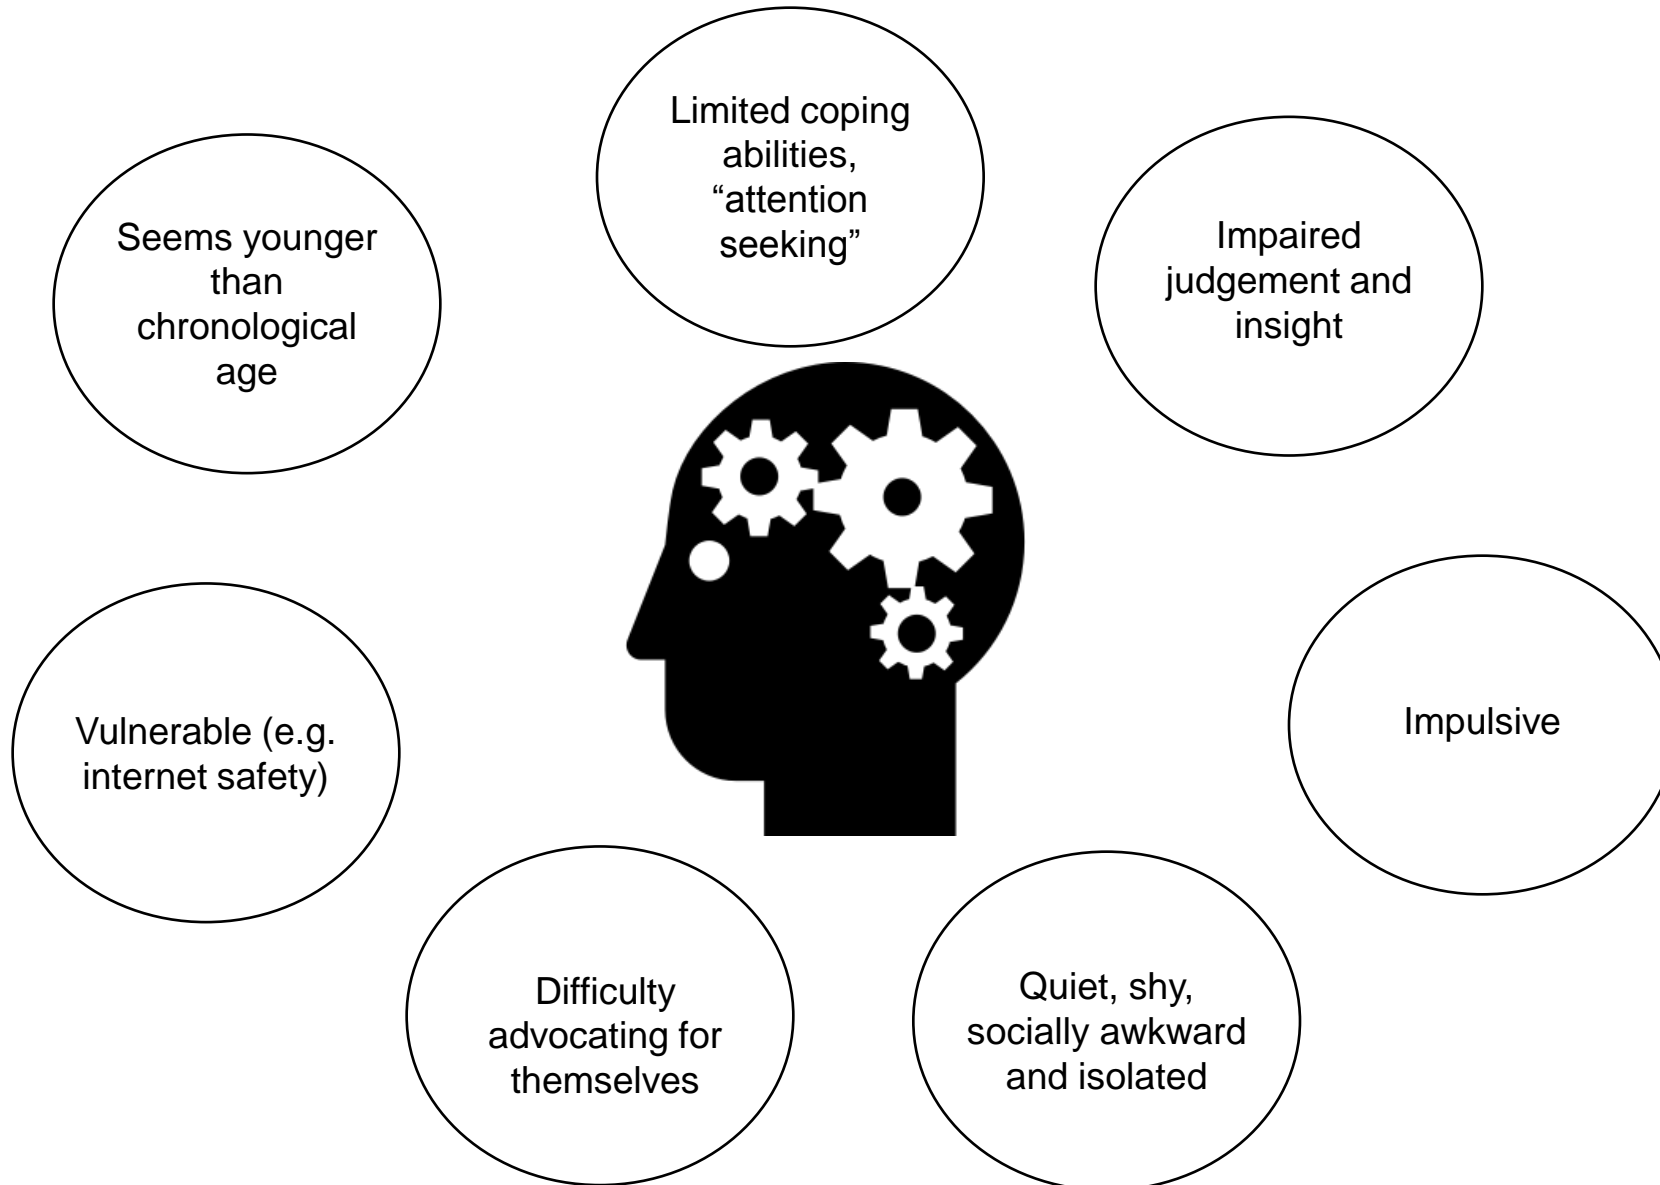 Limited coping
abilities,
“attention
seeking”
Seems younger
than
chronological
age
Impaired
judgement and
insight
Vulnerable (e.g.
internet safety)
Impulsive
Difficulty
advocating for
themselves
Quiet, shy,
socially awkward
and isolated